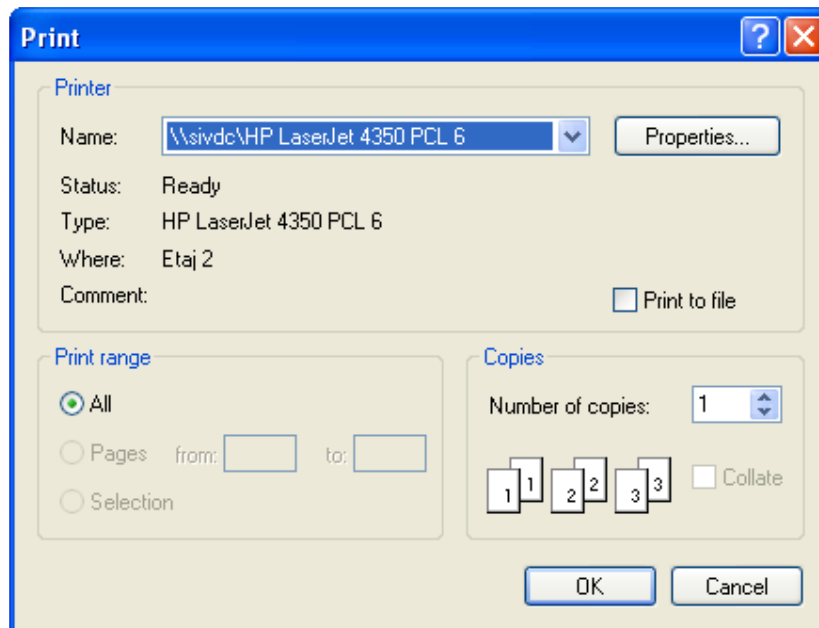 Print
Printer
Name: \\sivdc\HP LaserJet 4350 PCL 6 Properties...
Status: Ready
Type: HP LaserJet 4350 PCL 6
Where: Etaj 2
Comment: Print to file
Print range
All
Pages from: to:
Selection
Copies
Number of copies: 1
1 1 2 2 3 3 Collate
OK Cancel